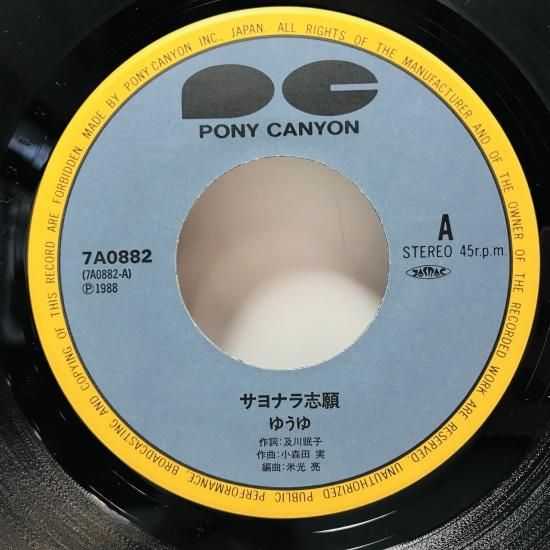 MADE BY PONY CANYON INC., JAPAN. ALL RIGHTS OF THE MANUFACTURER AND OF THE OWNER OF THE RECORDED WORK ARE RESERVED. UNAUTHORIZED PUBLIC PERFORMANCE, BROADCASTING AND COPYING OF THIS RECORD ARE FORBIDDEN.
PC
PONY CANYON
7A0882
(7A0882-A)
Ⓟ1988
A
STEREO 45r.p.m.
JASRAC
サヨナラ志願
ゆうゆ
作詞:及川眠子
作曲:小森田 実
編曲:米光 亮